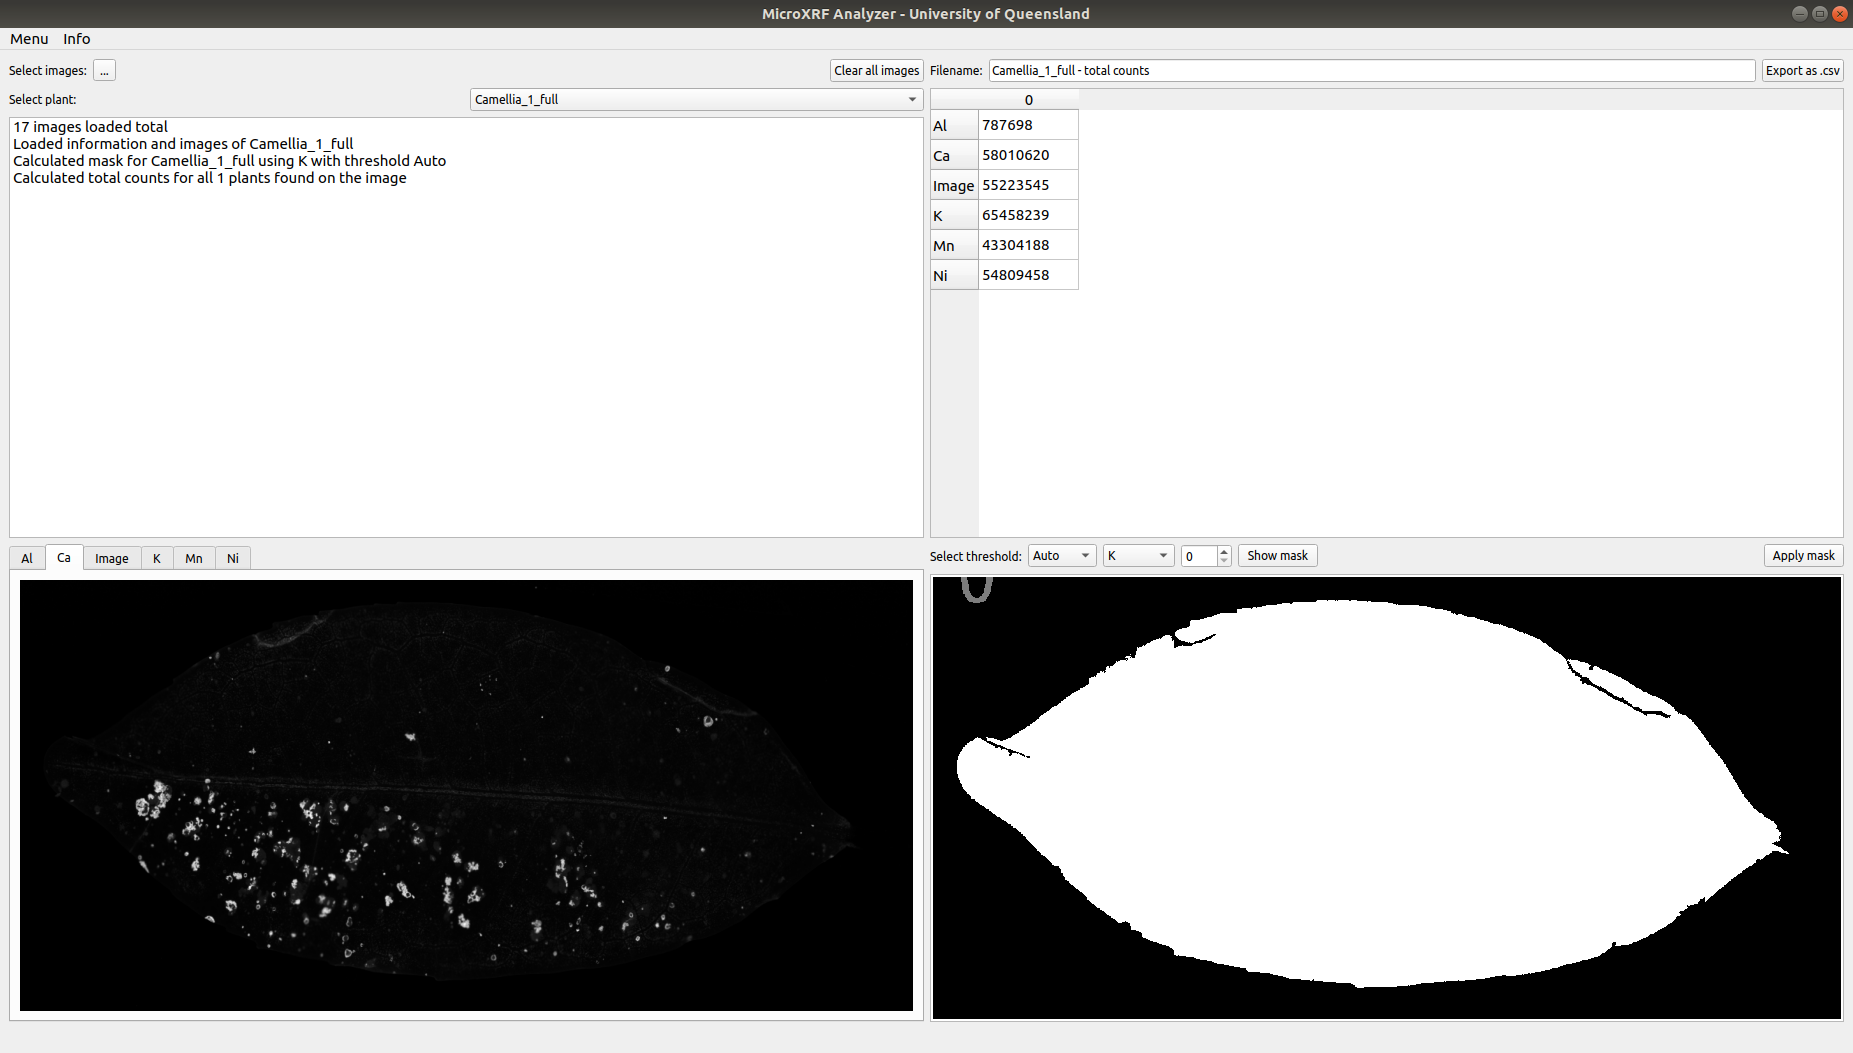 MicroXRF Analyzer - University of Queensland
Menu Info
Select images: ... Clear all images
Select plant: Camellia_1_full
17 images loaded total
Loaded information and images of Camellia_1_full
Calculated mask for Camellia_1_full using K with threshold Auto
Calculated total counts for all 1 plants found on the image
Filename: Camellia_1_full - total counts Export as .csv
0
Al 787698
Ca 58010620
Image 55223545
K 65458239
Mn 43304188
Ni 54809458
Al Ca Image K Mn Ni
Select threshold: Auto K 0 Show mask Apply mask
0